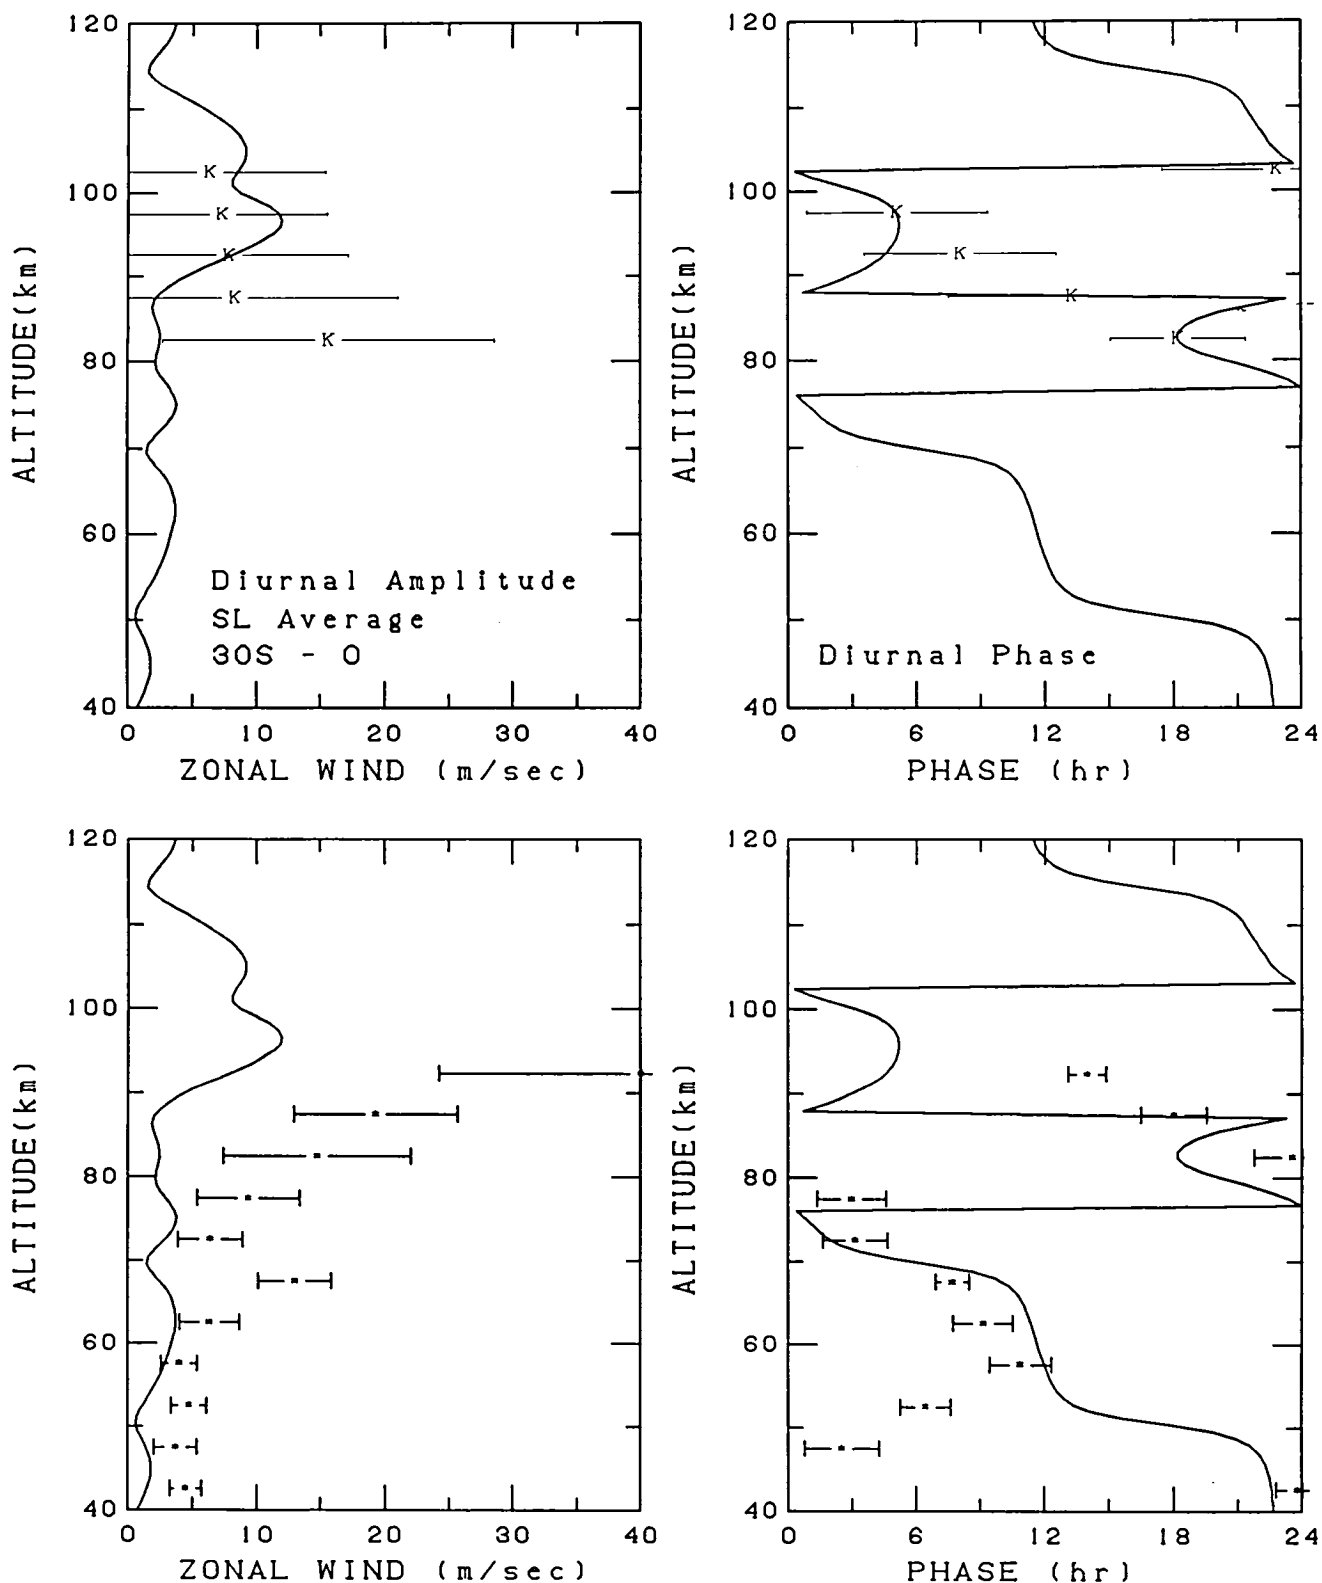 120
100
80
60
40
ALTITUDE(km)
K
K
K
K
K
Diurnal Amplitude
SL Average
30S - 0
0 10 20 30 40
ZONAL WIND (m/sec)
120
100
80
60
40
ALTITUDE(km)
K
K
K
K
K
Diurnal Phase
0 6 12 18 24
PHASE (hr)
120
100
80
60
40
ALTITUDE(km)
0 10 20 30 40
ZONAL WIND (m/sec)
120
100
80
60
40
ALTITUDE(km)
0 6 12 18 24
PHASE (hr)